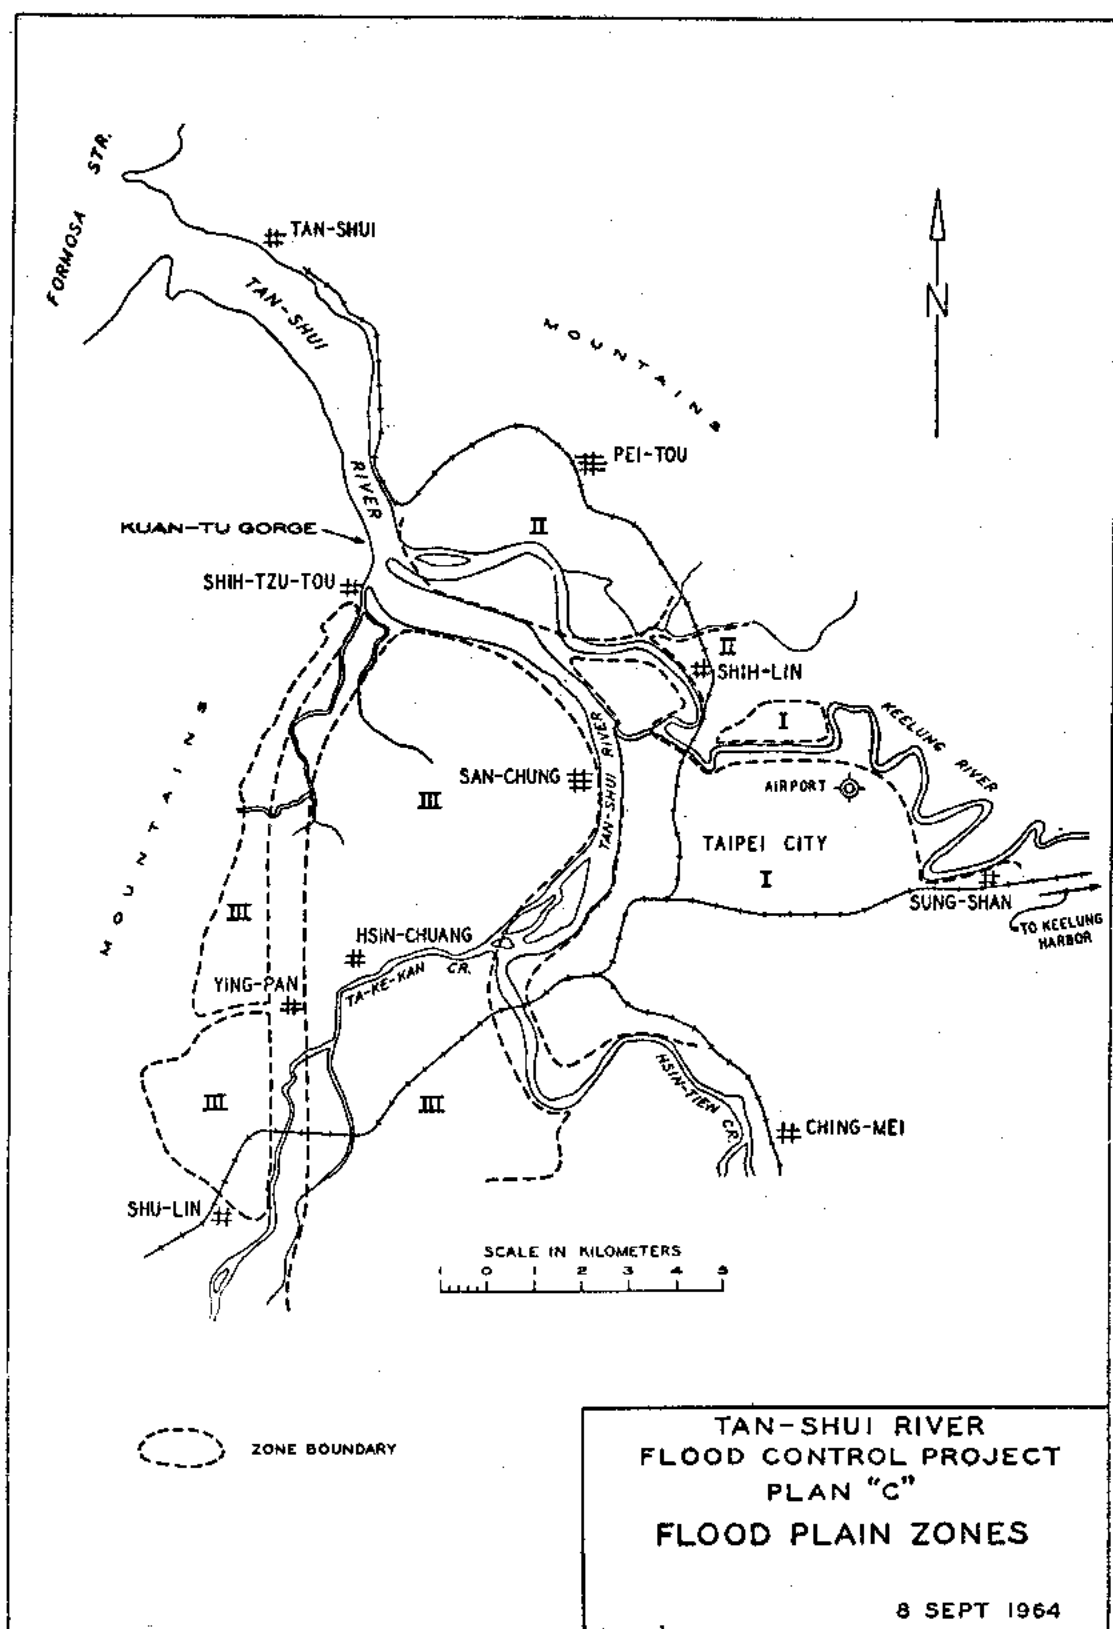 FORMOSA STR.
TAN-SHUI
TAN-SHUI
RIVER
MOUNTAINS
N
PEI-TOU
II
KUAN-TU GORGE
SHIH-TZU-TOU
II
SHIH-LIN
I
KEELUNG
RIVER
MOUNTAINS
SAN-CHUNG
III
TAN-SHUI RIVER
AIRPORT
TAIPEI CITY
I
SUNG-SHAN
TO KEELUNG
HARBOR
III
HSIN-CHUANG
TA-KE-KAN CR.
YING-PAN
III
III
HSIN-TIEN CR.
CHING-MEI
SHU-LIN
SCALE IN KILOMETERS
1 0 1 2 3 4 5
ZONE BOUNDARY
TAN-SHUI RIVER
FLOOD CONTROL PROJECT
PLAN "C"
FLOOD PLAIN ZONES
8 SEPT 1964